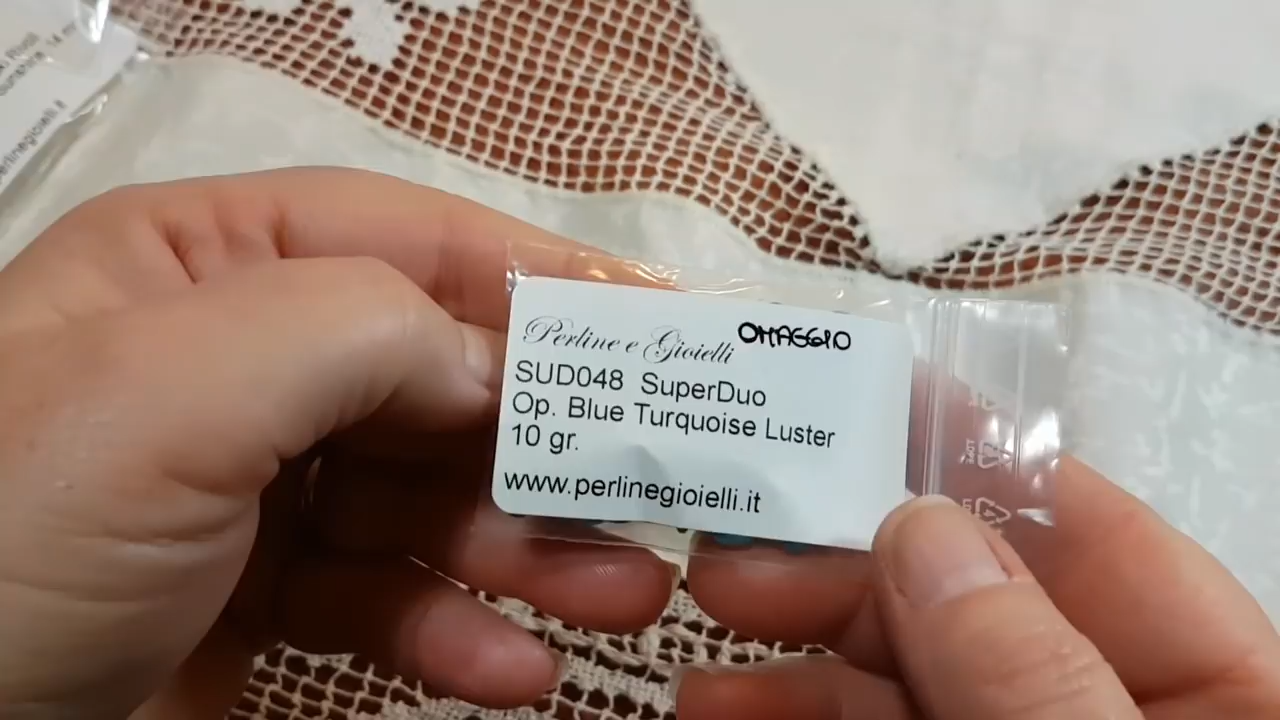 Perline e Gioielli OMAGGIO
SUD048 SuperDuo
Op. Blue Turquoise Luster
10 gr.
www.perlinegioielli.it